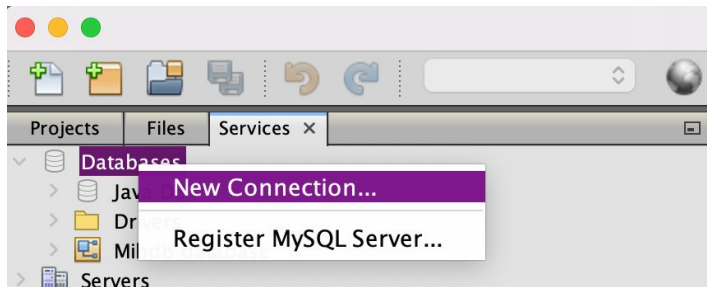 Projects
Files
Services ×
Databases
New Connection...
Register MySQL Server...
Servers